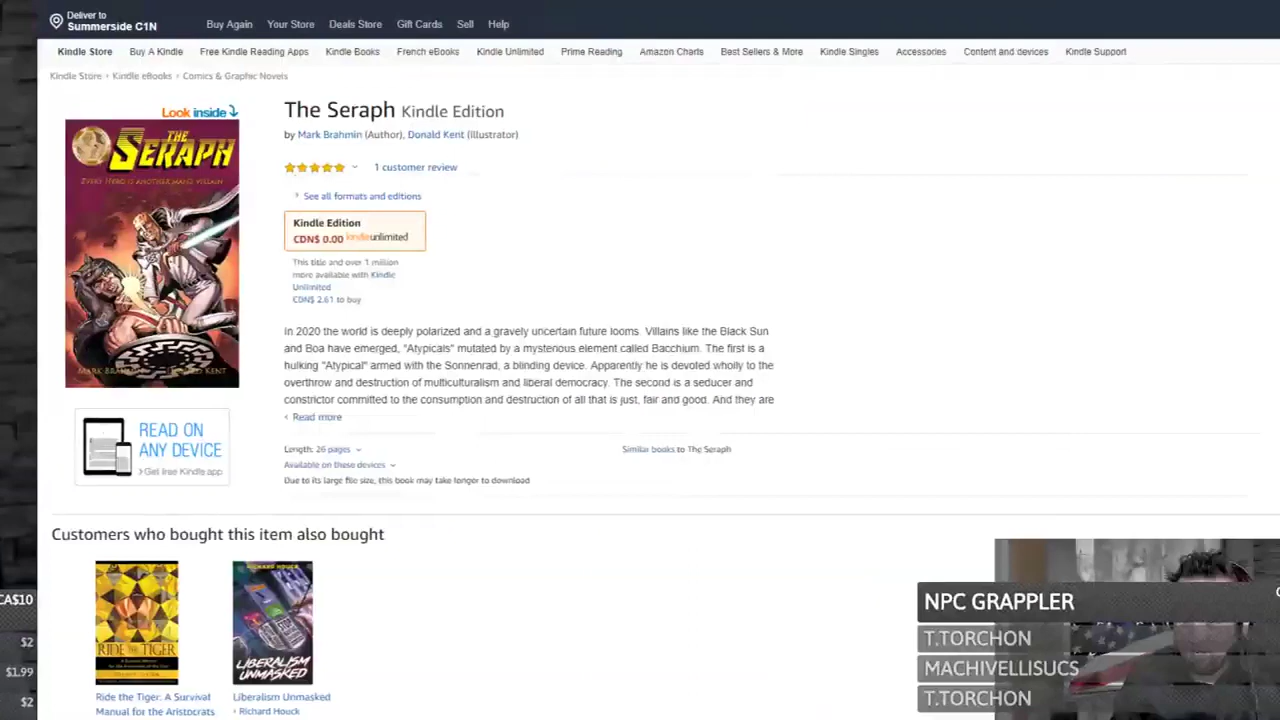 Deliver to
Summerside C1N
Buy Again Your Store Deals Store Gift Cards Sell Help
Kindle Store Buy A Kindle Free Kindle Reading Apps Kindle Books French eBooks Kindle Unlimited Prime Reading Amazon Charts Best Sellers & More Kindle Singles Accessories Content and devices Kindle Support
Kindle Store › Kindle eBooks › Comics & Graphic Novels
Look inside
THE SERAPH
EVERY HERO IS ANOTHER MAN'S VILLAIN
The Seraph Kindle Edition
by Mark Brahmin (Author), Donald Kent (Illustrator)
1 customer review
See all formats and editions
Kindle Edition
CDN$ 0.00 kindleunlimited
This title and over 1 million
more available with Kindle
Unlimited
CDN$ 2.61 to buy
In 2020 the world is deeply polarized and a gravely uncertain future looms. Villains like the Black Sun
and Boa have emerged, "Atypicals" mutated by a mysterious element called Bacchium. The first is a
hulking "Atypical" armed with the Sonnenrad, a blinding device. Apparently he is devoted wholly to the
overthrow and destruction of multiculturalism and liberal democracy. The second is a seducer and
constrictor committed to the consumption and destruction of all that is just, fair and good. And they are
‹ Read more
READ ON
ANY DEVICE
› Get free Kindle app
Length: 26 pages
Similar books to The Seraph
Available on these devices
Due to its large file size, this book may take longer to download
Customers who bought this item also bought
RIDE THE TIGER
RICHARD HOUCK
LIBERALISM
UNMASKED
Ride the Tiger: A Survival
Manual for the Aristocrats
Liberalism Unmasked
› Richard Houck
CA$10
$2
$1.99
$2
NPC GRAPPLER
T.TORCHON
MACHIVELLISUCS
T.TORCHON